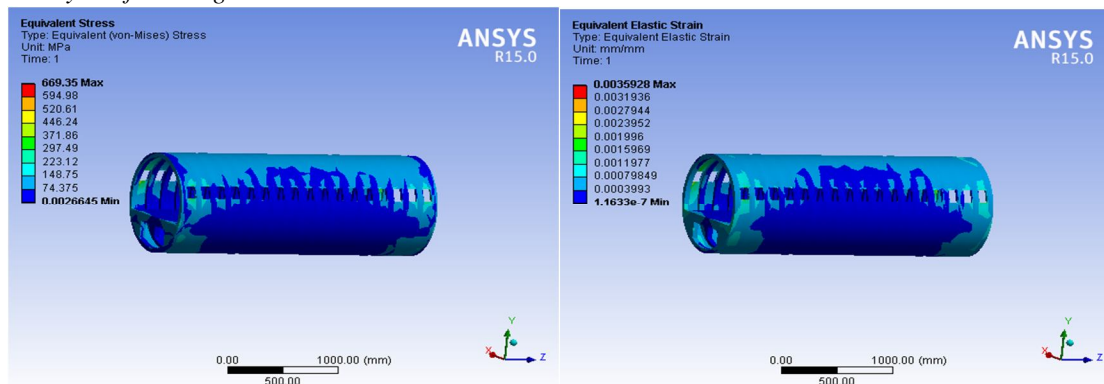 Equivalent Stress
Type: Equivalent (von-Mises) Stress
Unit: MPa
Time: 1
ANSYS
R15.0
669.35 Max
594.98
520.61
446.24
371.86
297.49
223.12
148.75
74.375
0.0026645 Min
Y
X
Z
0.00
1000.00 (mm)
500.00
Equivalent Elastic Strain
Type: Equivalent Elastic Strain
Unit: mm/mm
Time: 1
ANSYS
R15.0
0.0035928 Max
0.0031936
0.0027944
0.0023952
0.001996
0.0015969
0.0011977
0.00079849
0.0003993
1.1633e-7 Min
Y
X
Z
0.00
1000.00 (mm)
500.00